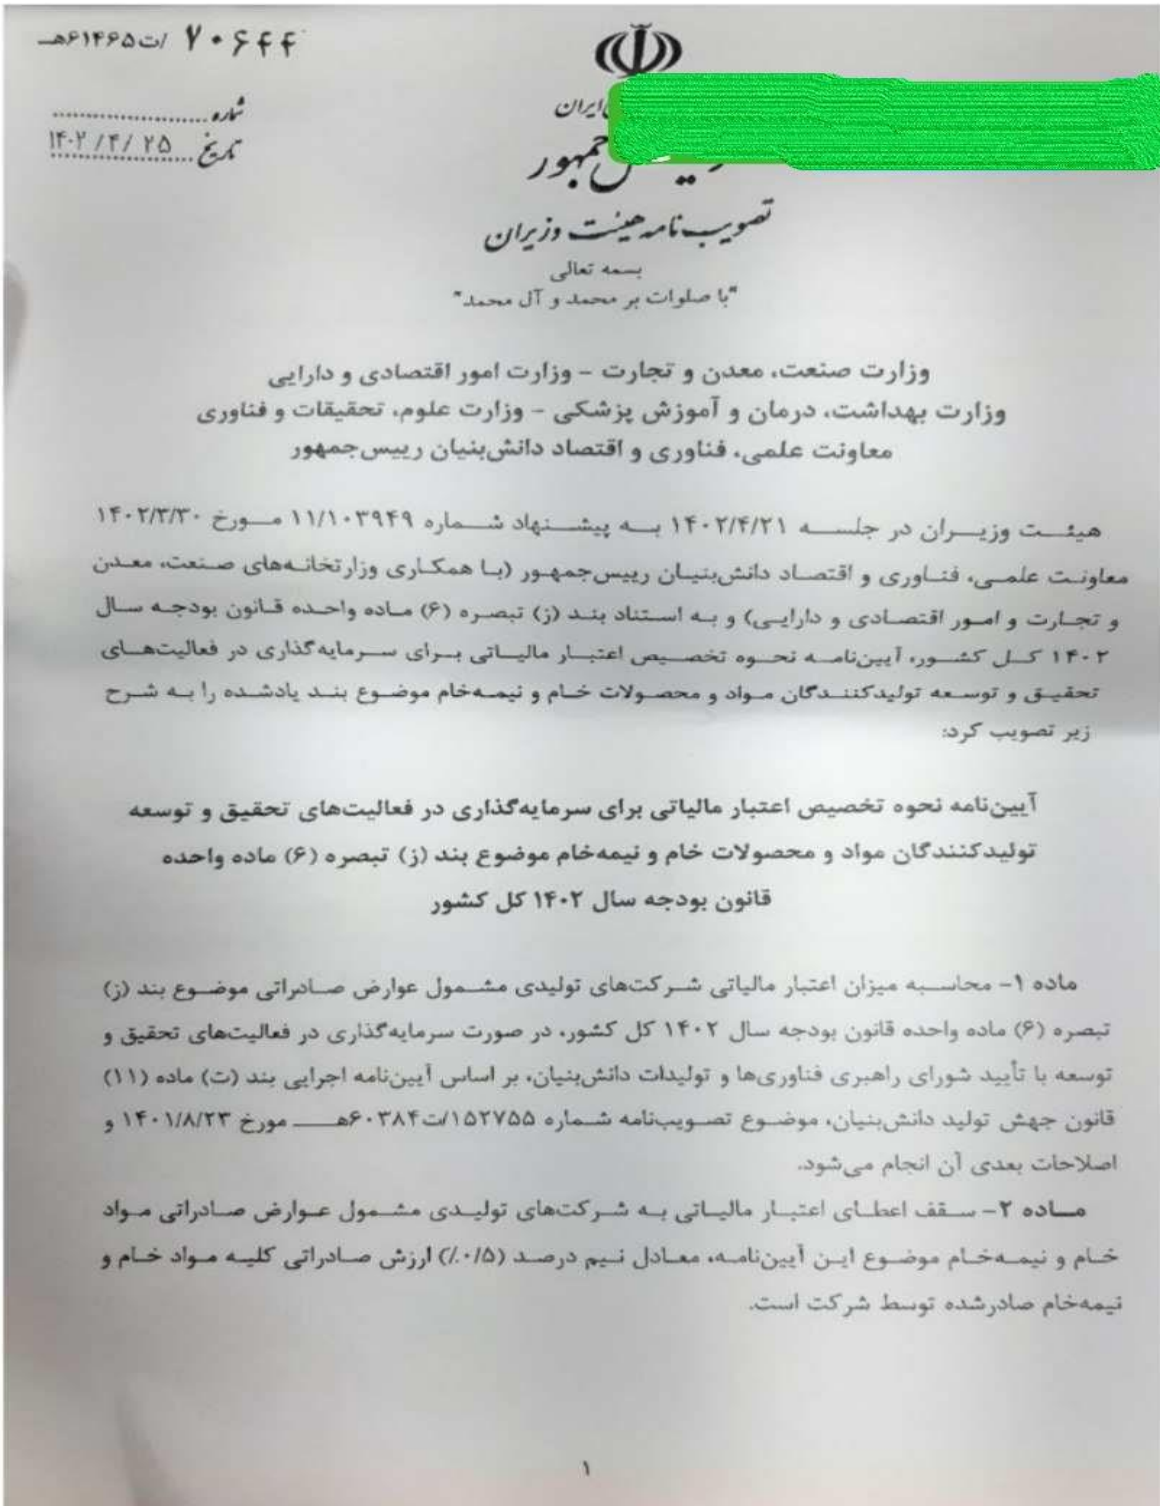 ۷۰۶۴۴ /ت۶۱۴۶۵هـ
شماره
تاریخ ۱۴۰۲/۴/۲۵
ایران
جمهور
تصویب‌نامه هیئت وزیران
بسمه تعالی
"با صلوات بر محمد و آل محمد"
وزارت صنعت، معدن و تجارت – وزارت امور اقتصادی و دارایی
وزارت بهداشت، درمان و آموزش پزشکی – وزارت علوم، تحقیقات و فناوری
معاونت علمی، فناوری و اقتصاد دانش‌بنیان رییس‌جمهور
هیئت وزیران در جلسه ۱۴۰۲/۴/۲۱ به پیشنهاد شماره ۱۱/۱۰۳۹۴۹ مورخ ۱۴۰۲/۳/۳۰
معاونت علمی، فناوری و اقتصاد دانش‌بنیان رییس‌جمهور (با همکاری وزارتخانه‌های صنعت، معدن
و تجارت و امور اقتصادی و دارایی) و به استناد بند (ز) تبصره (۶) ماده واحده قانون بودجه سال
۱۴۰۲ کل کشور، آیین‌نامه نحوه تخصیص اعتبار مالیاتی برای سرمایه‌گذاری در فعالیت‌های
تحقیق و توسعه تولیدکنندگان مواد و محصولات خام و نیمه‌خام موضوع بند یادشده را به شرح
زیر تصویب کرد:
آیین‌نامه نحوه تخصیص اعتبار مالیاتی برای سرمایه‌گذاری در فعالیت‌های تحقیق و توسعه
تولیدکنندگان مواد و محصولات خام و نیمه‌خام موضوع بند (ز) تبصره (۶) ماده واحده
قانون بودجه سال ۱۴۰۲ کل کشور
ماده ۱– محاسبه میزان اعتبار مالیاتی شرکت‌های تولیدی مشمول عوارض صادراتی موضوع بند (ز)
تبصره (۶) ماده واحده قانون بودجه سال ۱۴۰۲ کل کشور، در صورت سرمایه‌گذاری در فعالیت‌های تحقیق و
توسعه با تأیید شورای راهبری فناوری‌ها و تولیدات دانش‌بنیان، بر اساس آیین‌نامه اجرایی بند (ت) ماده (۱۱)
قانون جهش تولید دانش‌بنیان، موضوع تصویب‌نامه شماره ۱۵۲۷۵۵/ت۶۰۳۸۴هـ مورخ ۱۴۰۱/۸/۲۳ و
اصلاحات بعدی آن انجام می‌شود.
ماده ۲– سقف اعطای اعتبار مالیاتی به شرکت‌های تولیدی مشمول عوارض صادراتی مواد
خام و نیمه‌خام موضوع این آیین‌نامه، معادل نیم درصد (۰/۵٪) ارزش صادراتی کلیه مواد خام و
نیمه‌خام صادرشده توسط شرکت است.
۱